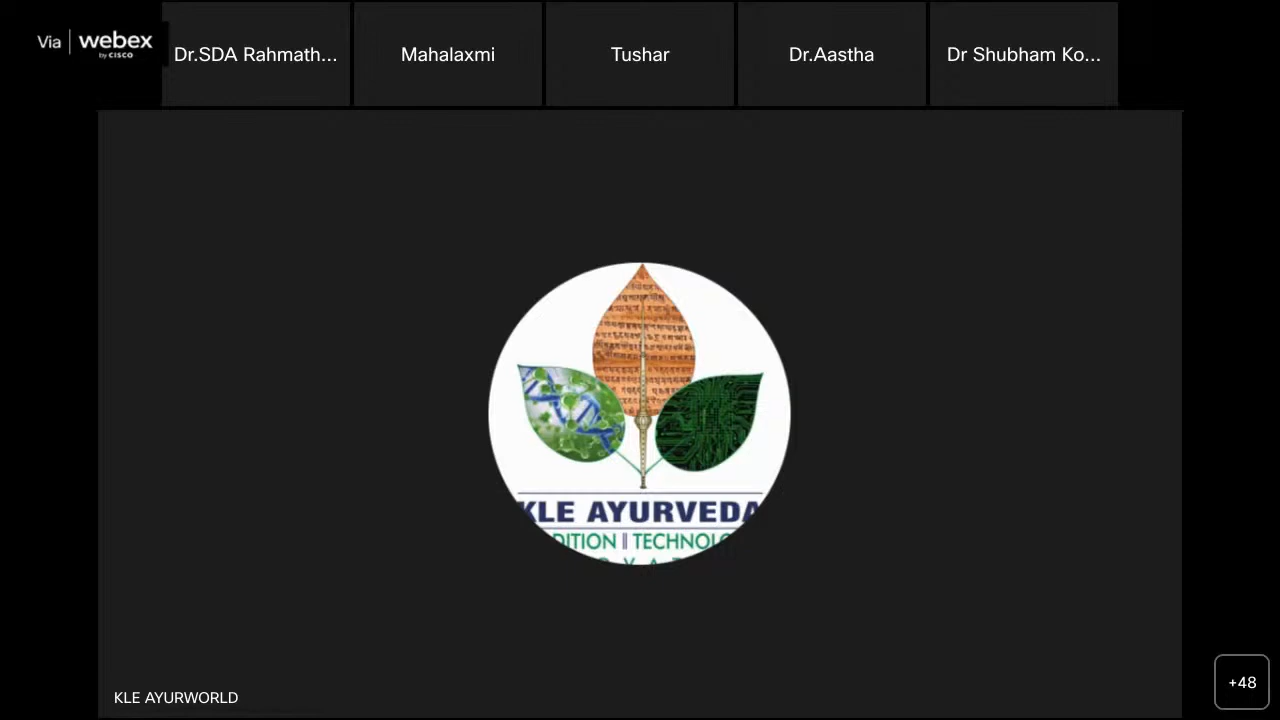 Via webex
by CISCO
Dr.SDA Rahmath...
Mahalaxmi
Tushar
Dr.Aastha
Dr Shubham Ko...
KLE AYURVEDA
DITION | TECHNOLO
KLE AYURWORLD
+48